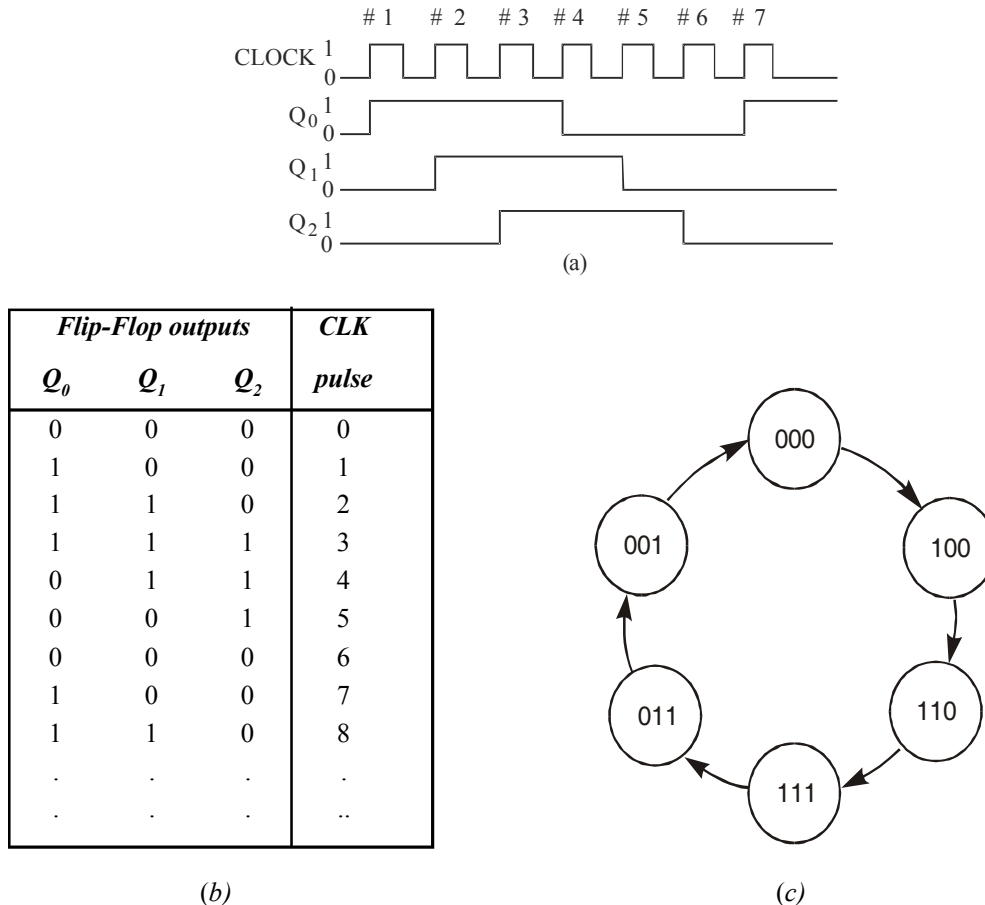 # 1 # 2 # 3 # 4 # 5 # 6 # 7
CLOCK 1
0
Q0 1
0
Q1 1
0
Q2 1
0
(a)
Flip-Flop outputs CLK
Q0 Q1 Q2 pulse
0 0 0 0
1 0 0 1
1 1 0 2
1 1 1 3
0 1 1 4
0 0 1 5
0 0 0 6
1 0 0 7
1 1 0 8
. . . .
. . . ..
(b)
000
100
110
111
011
001
(c)